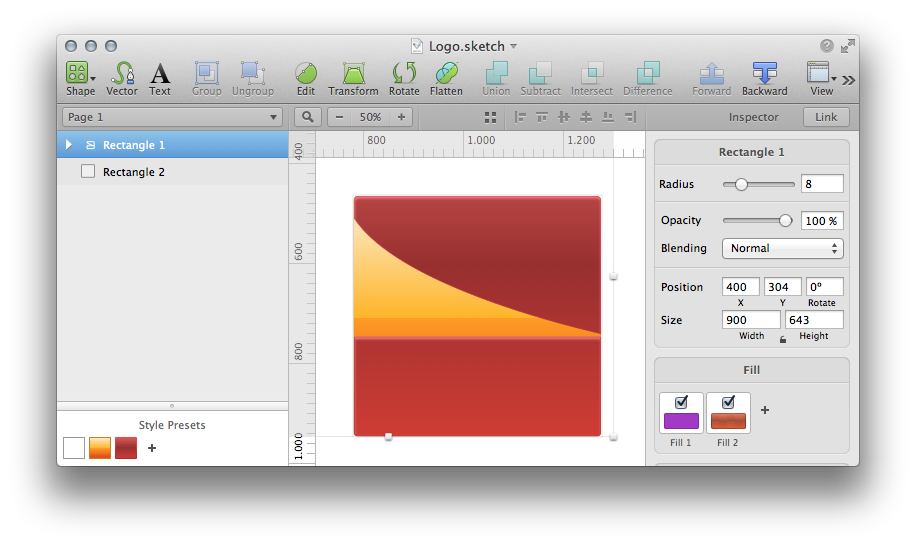 Logo.sketch
Shape Vector Text Group Ungroup Edit Transform Rotate Flatten Union Subtract Intersect Difference Forward Backward View
Page 1 50% Inspector Link
Rectangle 1
Rectangle 2
Style Presets
800 1.000 1.200
400
600
800
1.000
Rectangle 1
Radius 8
Opacity 100 %
Blending Normal
Position 400 304 0º
X Y Rotate
Size 900 643
Width Height
Fill
Fill 1 Fill 2